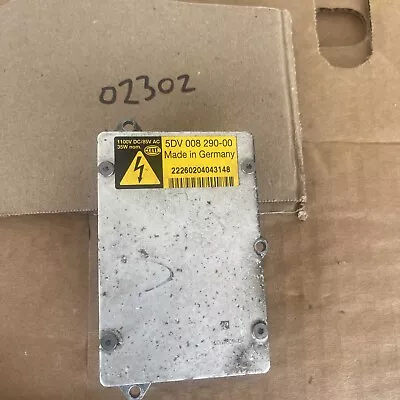 02302
1100V DC/85V AC
35W nom.
HELLA
5DV 008 290-00
Made in Germany
22260204043148